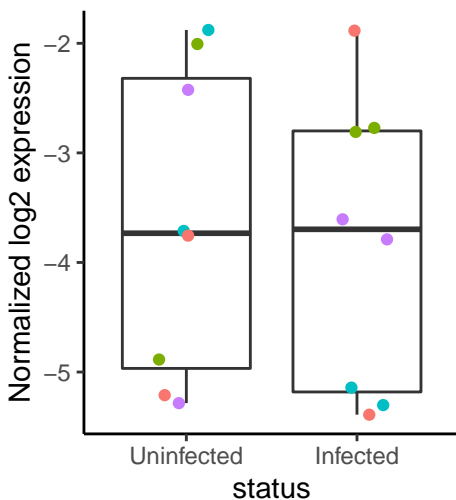 Normalized log2 expression
−2
−3
−4
−5
Uninfected
Infected
status